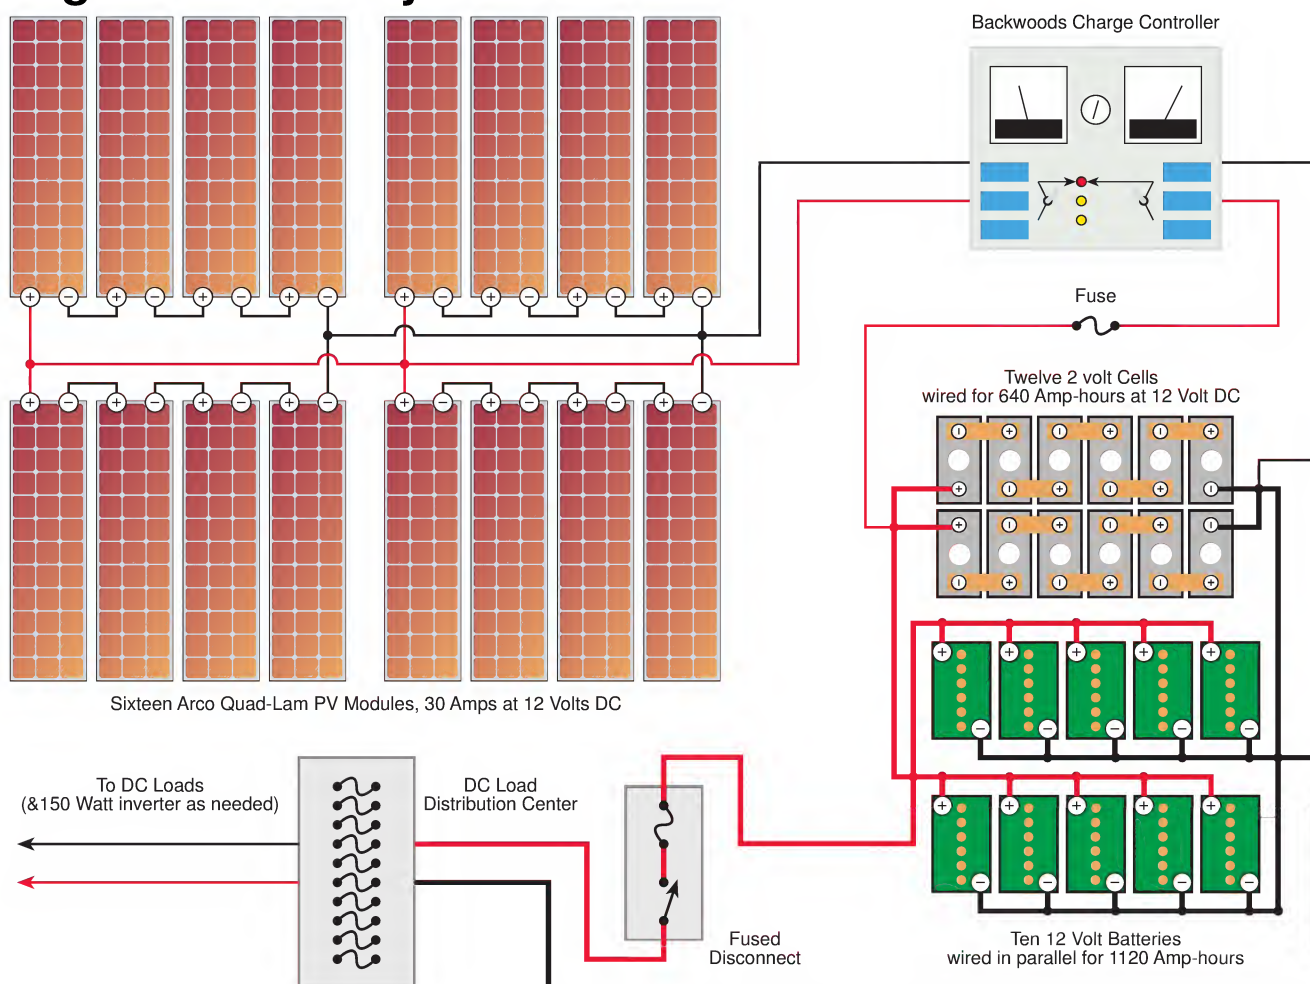 Backwoods Charge Controller
Fuse
Twelve 2 volt Cells
wired for 640 Amp-hours at 12 Volt DC
Sixteen Arco Quad-Lam PV Modules, 30 Amps at 12 Volts DC
To DC Loads
(&150 Watt inverter as needed)
DC Load
Distribution Center
Fused
Disconnect
Ten 12 Volt Batteries
wired in parallel for 1120 Amp-hours